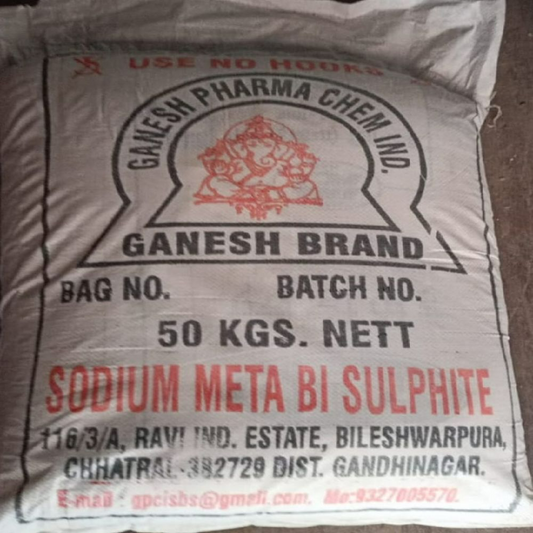 USE NO HOOKS
GANESH PHARMA CHEM IND.
GANESH BRAND
BAG NO. BATCH NO.
50 KGS. NETT
SODIUM META BI SULPHITE
116/3/A, RAVI IND. ESTATE, BILESHWARPURA,
CHHATRAL-382729 DIST. GANDHINAGAR.
E-mail : gpcisbs@gmail.com, Mo:9327005570.